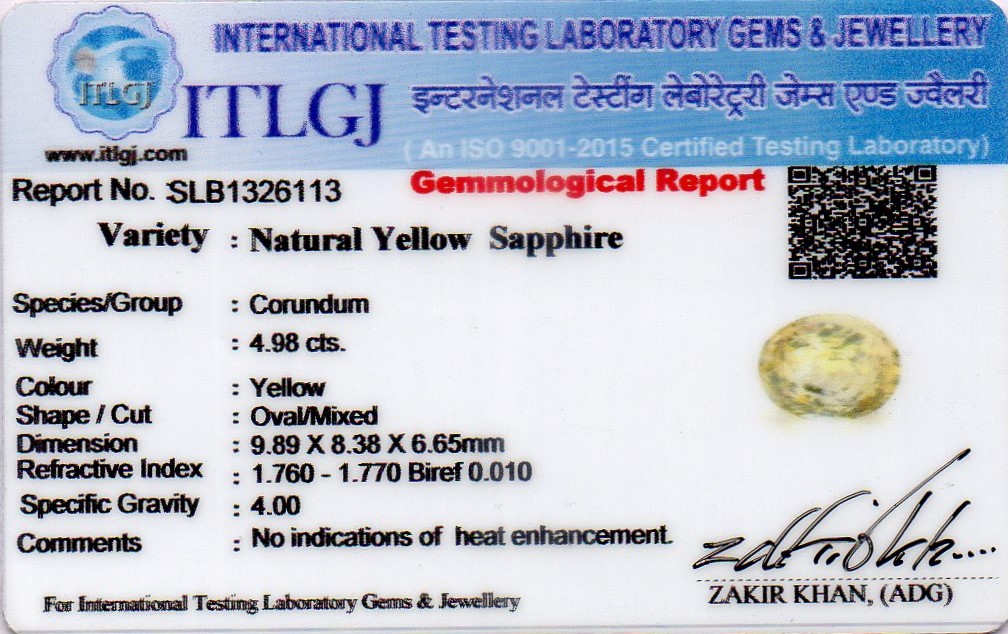 INTERNATIONAL TESTING LABORATORY GEMS & JEWELLERY
ITLGJ
ITLGJ
इन्टरनेशनल टेस्टींग लेबोरेट्ररी जेम्स एण्ड ज्वैलरी
www.itlgj.com
( An ISO 9001-2015 Certified Testing Laboratory)
Report No. SLB1326113
Gemmological Report
Variety : Natural Yellow Sapphire
Species/Group : Corundum
Weight : 4.98 cts.
Colour : Yellow
Shape / Cut : Oval/Mixed
Dimension : 9.89 X 8.38 X 6.65mm
Refractive Index : 1.760 - 1.770 Biref 0.010
Specific Gravity : 4.00
Comments : No indications of heat enhancement.
ZAKIR KHAN, (ADG)
For International Testing Laboratory Gems & Jewellery